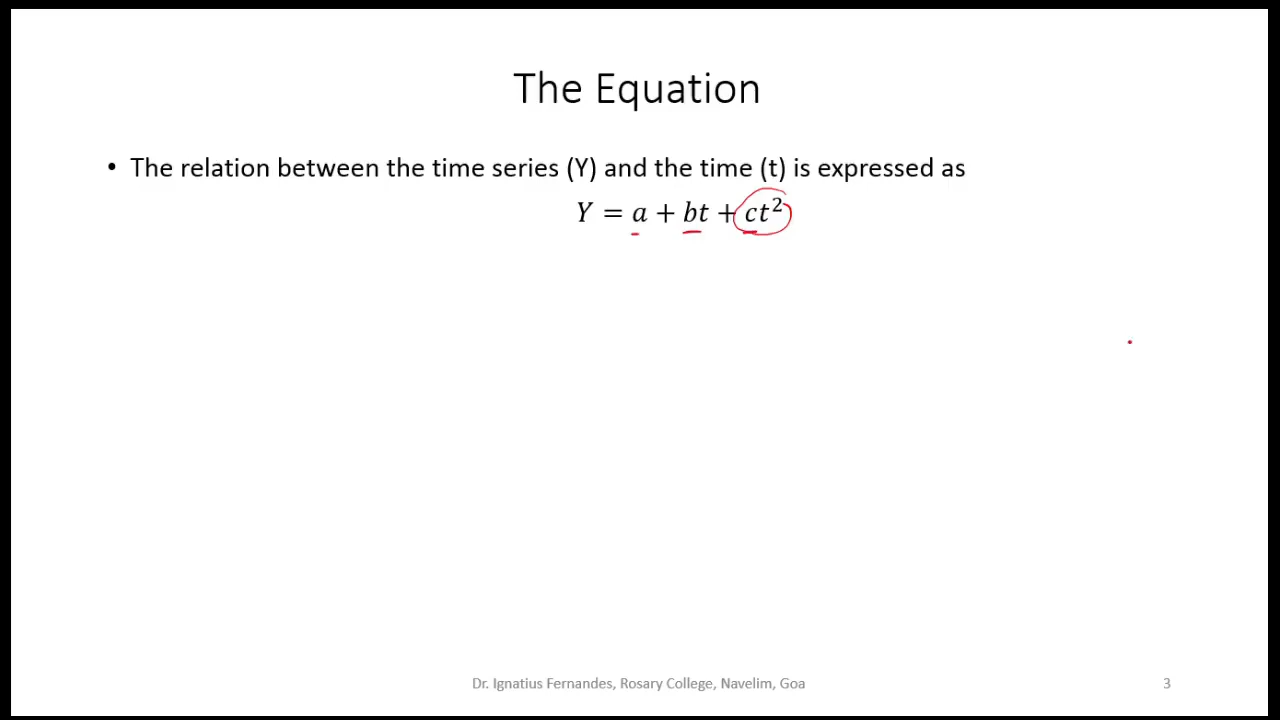 The Equation
• The relation between the time series (Y) and the time (t) is expressed as
Y = a + bt + ct²
Dr. Ignatius Fernandes, Rosary College, Navelim, Goa
3